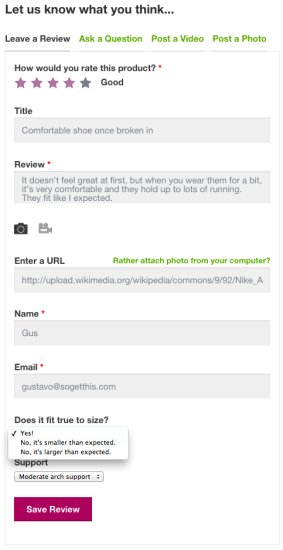 Let us know what you think...
Leave a Review Ask a Question Post a Video Post a Photo
How would you rate this product? *
Good
Title
Comfortable shoe once broken in
Review *
It doesn't feel great at first, but when you wear them for a bit,
it's very comfortable and they hold up to lots of running.
They fit like I expected.
Enter a URL Rather attach photo from your computer?
http://upload.wikimedia.org/wikipedia/commons/9/92/Nike_A
Name *
Gus
Email *
gustavo@sogetthis.com
Does it fit true to size?
✓ Yes!
No, it's smaller than expected.
No, it's larger than expected.
Support
Moderate arch support
Save Review